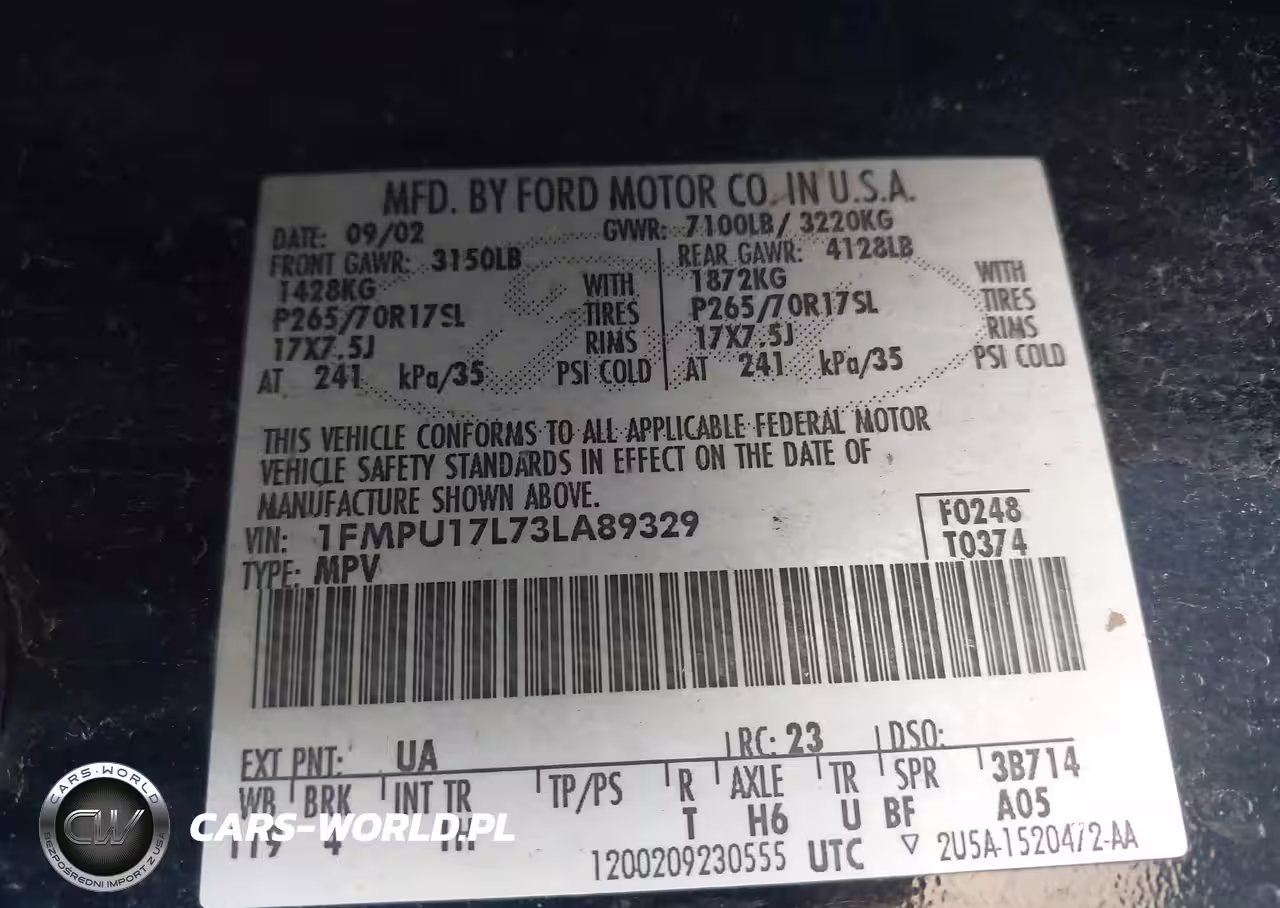 MFD. BY FORD MOTOR CO. IN U.S.A.
DATE: 09/02 GVWR: 7100LB/ 3220KG
FRONT GAWR: 3150LB REAR GAWR: 4128LB
1428KG WITH 1872KG WITH
P265/70R17SL TIRES P265/70R17SL TIRES
17X7.5J RIMS 17X7.5J RIMS
AT 241 kPa/35 PSI COLD AT 241 kPa/35 PSI COLD
THIS VEHICLE CONFORMS TO ALL APPLICABLE FEDERAL MOTOR
VEHICLE SAFETY STANDARDS IN EFFECT ON THE DATE OF
MANUFACTURE SHOWN ABOVE.
VIN: 1FMPU17L73LA89329 F0248
TYPE: MPV T0374
EXT PNT: UA RC: 23 DSO:
WB BRK INT TR TP/PS R AXLE TR SPR 3B714
119 4 T H6 U BF A05
1200209230555 UTC 2U5A-1520472-AA
CARS-WORLD.PL
CARS-WORLD
CW
BEZPOŚREDNI IMPORT Z USA